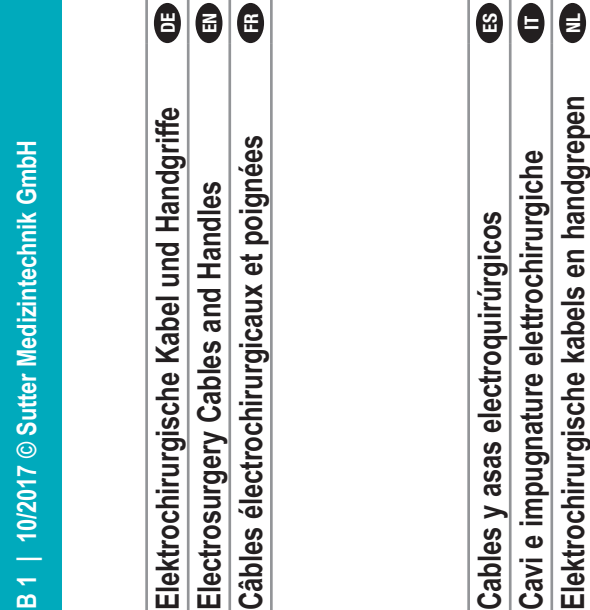 B 1 | 10/2017 © Sutter Medizintechnik GmbH
Elektrochirurgische Kabel und Handgriffe DE
Electrosurgery Cables and Handles EN
Câbles électrochirurgicaux et poignées FR
Cables y asas electroquirúrgicos ES
Cavi e impugnature elettrochirurgiche IT
Elektrochirurgische kabels en handgrepen NL